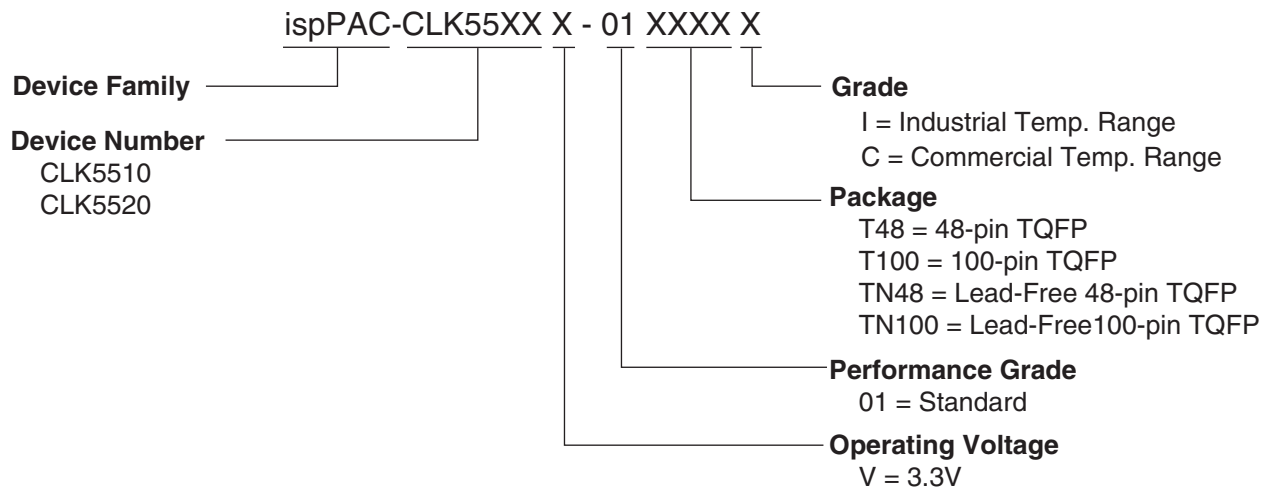 ispPAC-CLK55XX X - 01 XXXX X
Device Family
Device Number
CLK5510
CLK5520
Grade
I = Industrial Temp. Range
C = Commercial Temp. Range
Package
T48 = 48-pin TQFP
T100 = 100-pin TQFP
TN48 = Lead-Free 48-pin TQFP
TN100 = Lead-Free100-pin TQFP
Performance Grade
01 = Standard
Operating Voltage
V = 3.3V